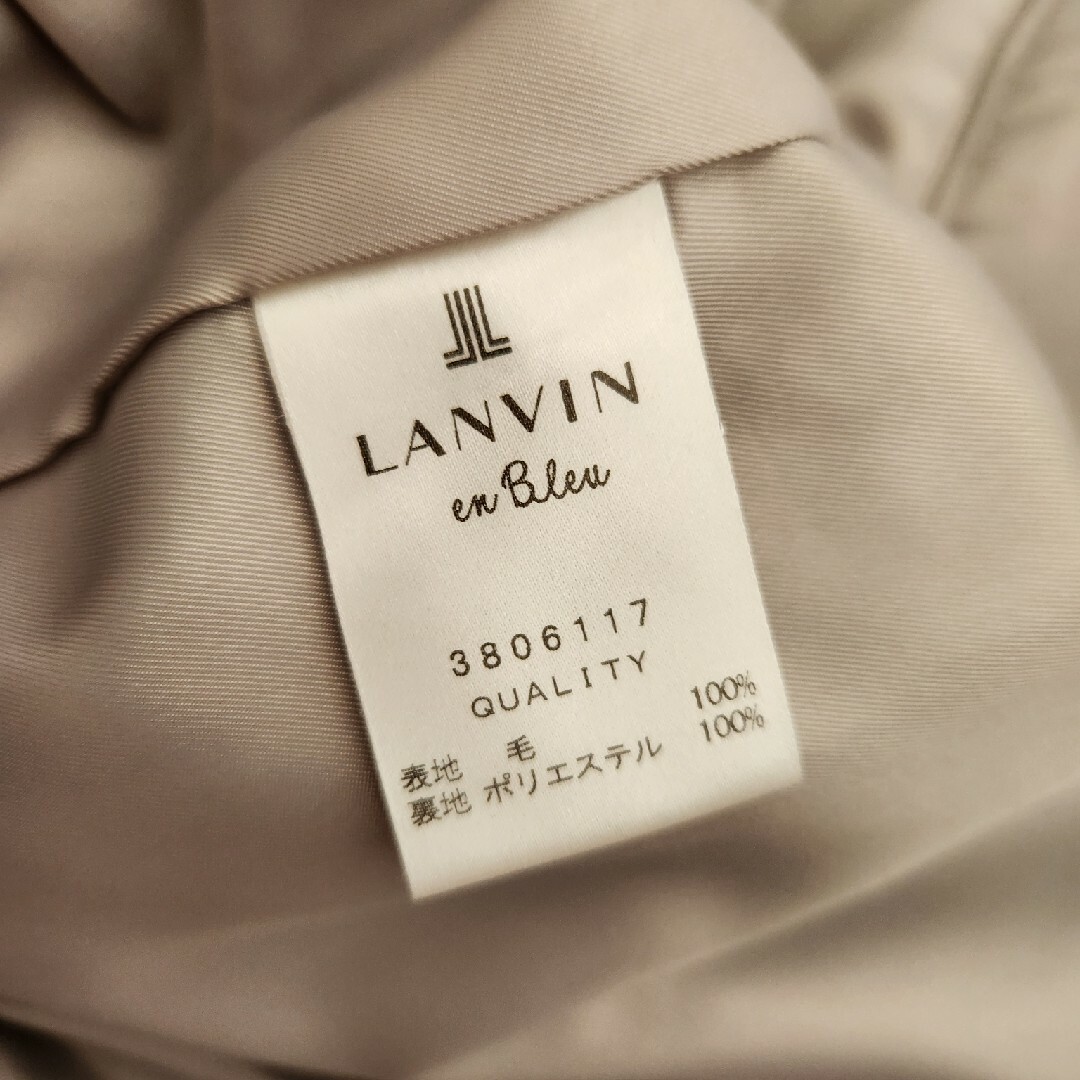 LANVIN
en Bleu
3806117
QUALITY
表地 毛 100%
裏地 ポリエステル 100%